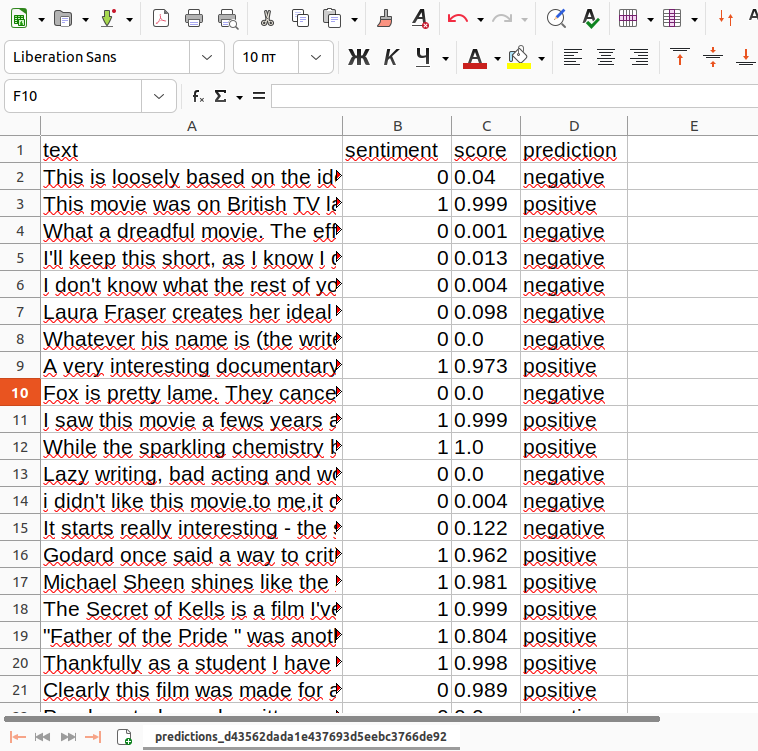 Liberation Sans 10 пт Ж К Ч A
F10 fx Σ =
A B C D E
1 text sentiment score prediction
2 This is loosely based on the 0 0.04 negative
3 This movie was on British TV 1 0.999 positive
4 What a dreadful movie. The 0 0.001 negative
5 I'll keep this short, as I know I 0 0.013 negative
6 I don't know what the rest of 0 0.004 negative
7 Laura Fraser creates her ideal 0 0.098 negative
8 Whatever his name is (the 0 0.0 negative
9 A very interesting documentary 1 0.973 positive
10 Fox is pretty lame. They 0 0.0 negative
11 I saw this movie a fews years 1 0.999 positive
12 While the sparkling chemistry 1 1.0 positive
13 Lazy writing, bad acting and 0 0.0 negative
14 i didn't like this movie.to me,it 0 0.004 negative
15 It starts really interesting - the 0 0.122 negative
16 Godard once said a way to 1 0.962 positive
17 Michael Sheen shines like the 1 0.981 positive
18 The Secret of Kells is a film 1 0.999 positive
19 "Father of the Pride " was 1 0.804 positive
20 Thankfully as a student I have 1 0.998 positive
21 Clearly this film was made for 0 0.989 positive
predictions_d43562dada1e437693d5eebc3766de92